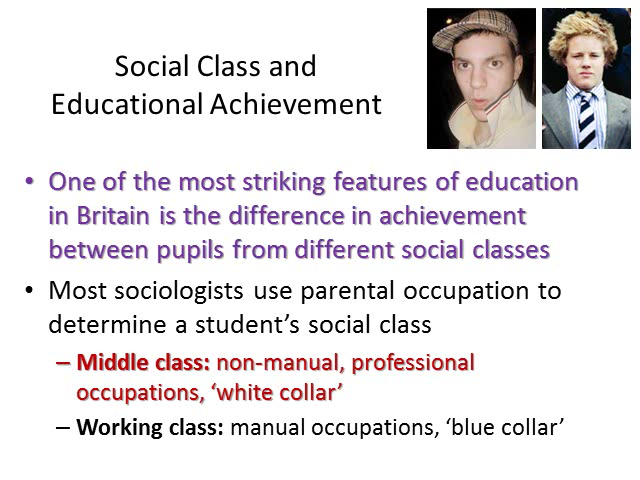 Social Class and
Educational Achievement
• One of the most striking features of education
in Britain is the difference in achievement
between pupils from different social classes
• Most sociologists use parental occupation to
determine a student’s social class
– Middle class: non-manual, professional
occupations, ‘white collar’
– Working class: manual occupations, ‘blue collar’